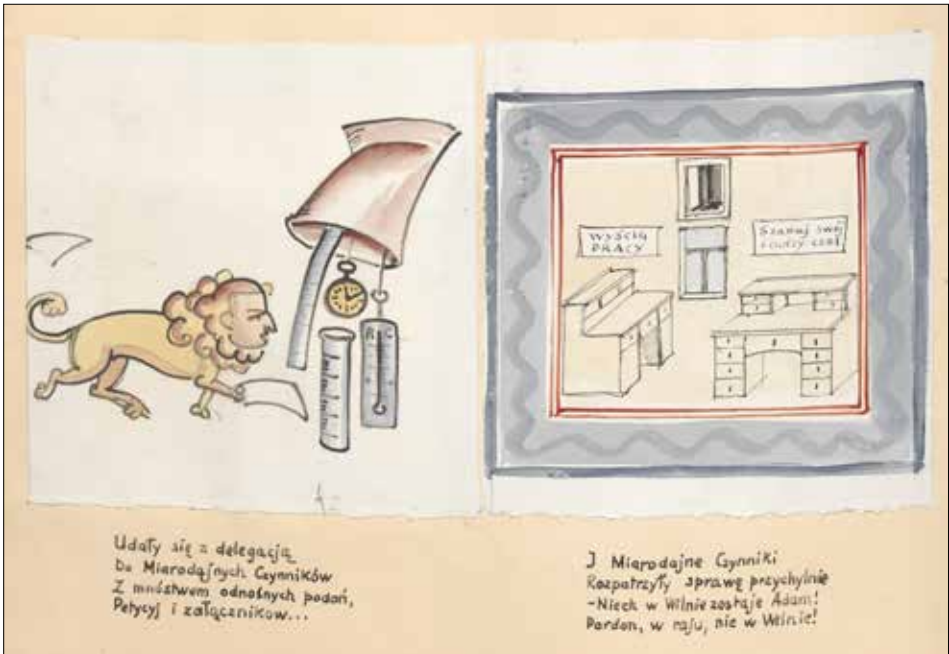 WYŚCIG
PRACY
Szanuj swój
i cudzy czas
Udały się z delegacją
Do Miarodajnych Czynników
Z mnóstwem odnośnych podań,
Petycyj i załączników...
I Miarodajne Czynniki
Rozpatrzyły sprawę przychylnie
-Niech w Wilnie zostaje Adam!
Pardon, w raju, nie w Wilnie!